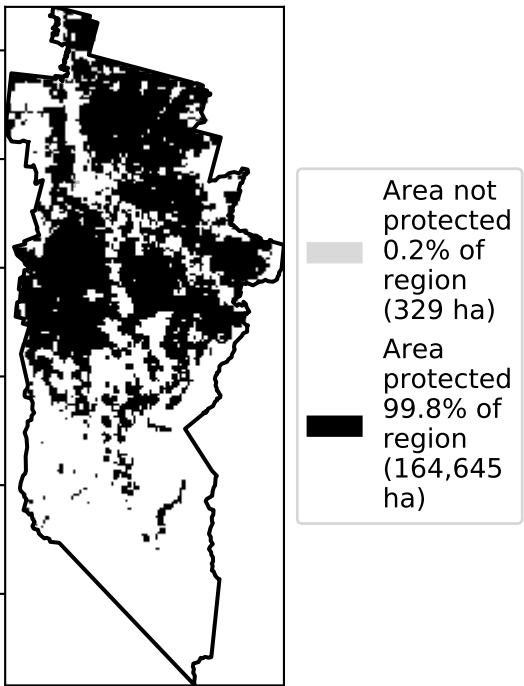 Area not
protected
0.2% of
region
(329 ha)
Area
protected
99.8% of
region
(164,645
ha)